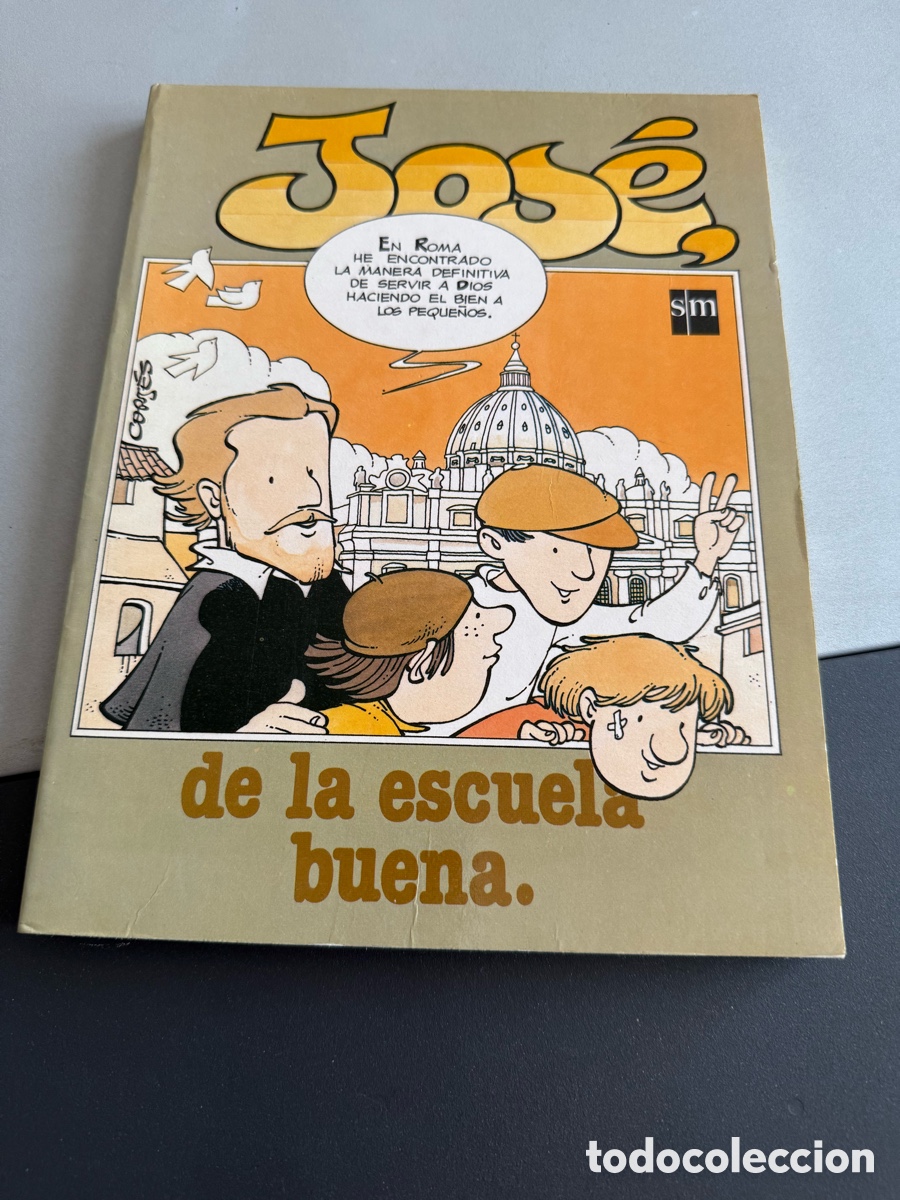 José,
En Roma
he encontrado
la manera definitiva
de servir a Dios
haciendo el bien a
los pequeños.
sm
CORTÉS
de la escuela
buena.
todocoleccion